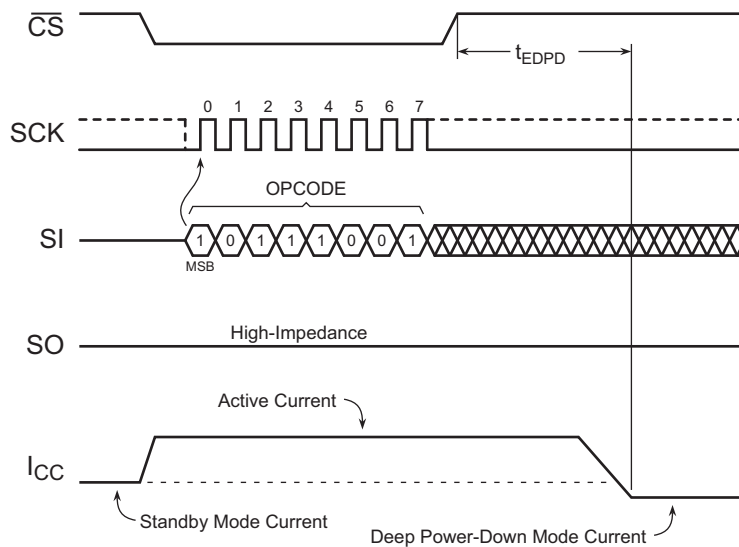 CS
tEDPD
0 1 2 3 4 5 6 7
SCK
OPCODE
SI
1 0 1 1 1 0 0 1
MSB
High-Impedance
SO
Active Current
ICC
Standby Mode Current
Deep Power-Down Mode Current